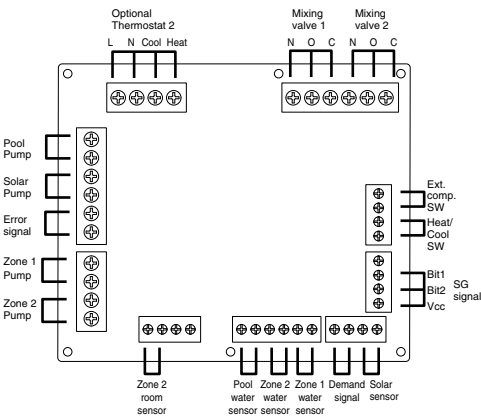 Optional
Thermostat 2
L N Cool Heat
Mixing
valve 1
N O C
Mixing
valve 2
N O C
Pool
Pump
Solar
Pump
Error
signal
Zone 1
Pump
Zone 2
Pump
Ext.
comp.
SW
Heat/
Cool
SW
Bit1
Bit2
Vcc
SG
signal
Zone 2
room
sensor
Pool
water
sensor
Zone 2
water
sensor
Zone 1
water
sensor
Demand
signal
Solar
sensor